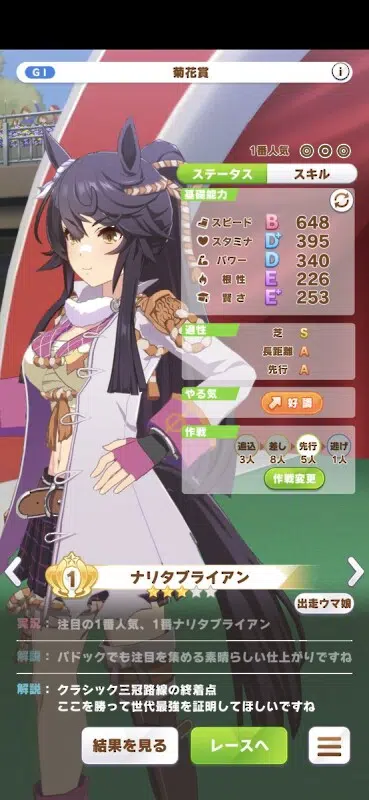 GI 菊花賞 i
1番人気 ◎ ◎ ◎
ステータス スキル
基礎能力
スピード B 648
スタミナ D+ 395
パワー D 340
根性 E 226
賢さ E+ 253
適性
芝 S
長距離 A
先行 A
やる気
好調
作戦
追込 差し 先行 逃げ
3人 8人 5人 1人
作戦変更
1 ナリタブライアン
出走ウマ娘
実況： 注目の1番人気、1番ナリタブライアン
解説： パドックでも注目を集める素晴らしい仕上がりですね
解説： クラシック三冠路線の終着点
ここを勝って世代最強を証明してほしいですね
結果を見る レースへ